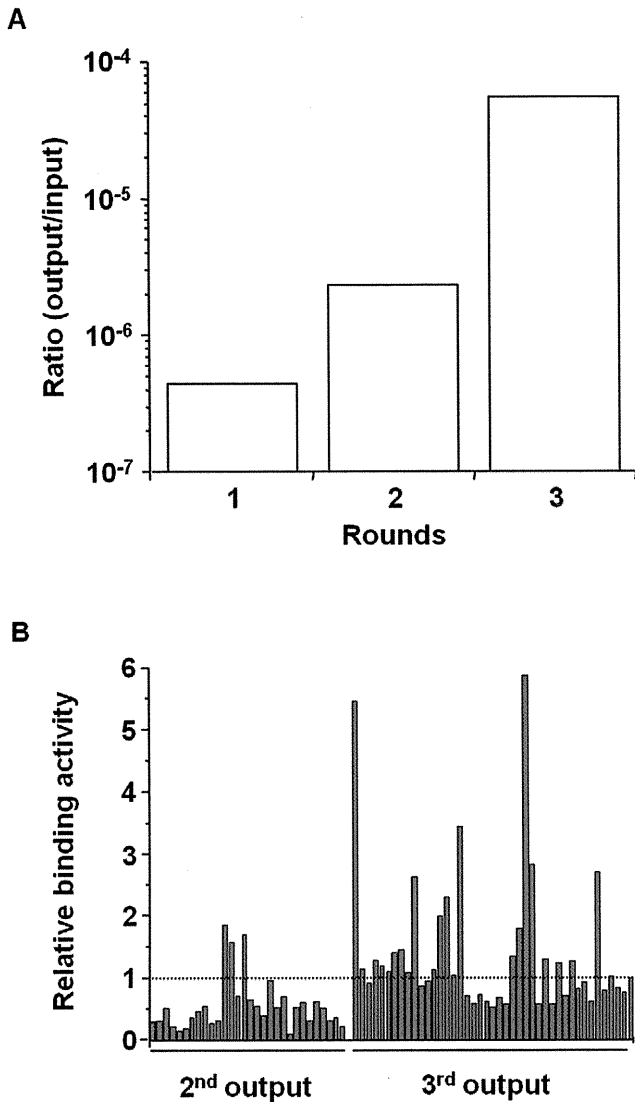 A
Ratio (output/input)
10⁻⁴
10⁻⁵
10⁻⁶
10⁻⁷
1 2 3
Rounds
B
Relative binding activity
6
5
4
3
2
1
0
2nd output 3rd output